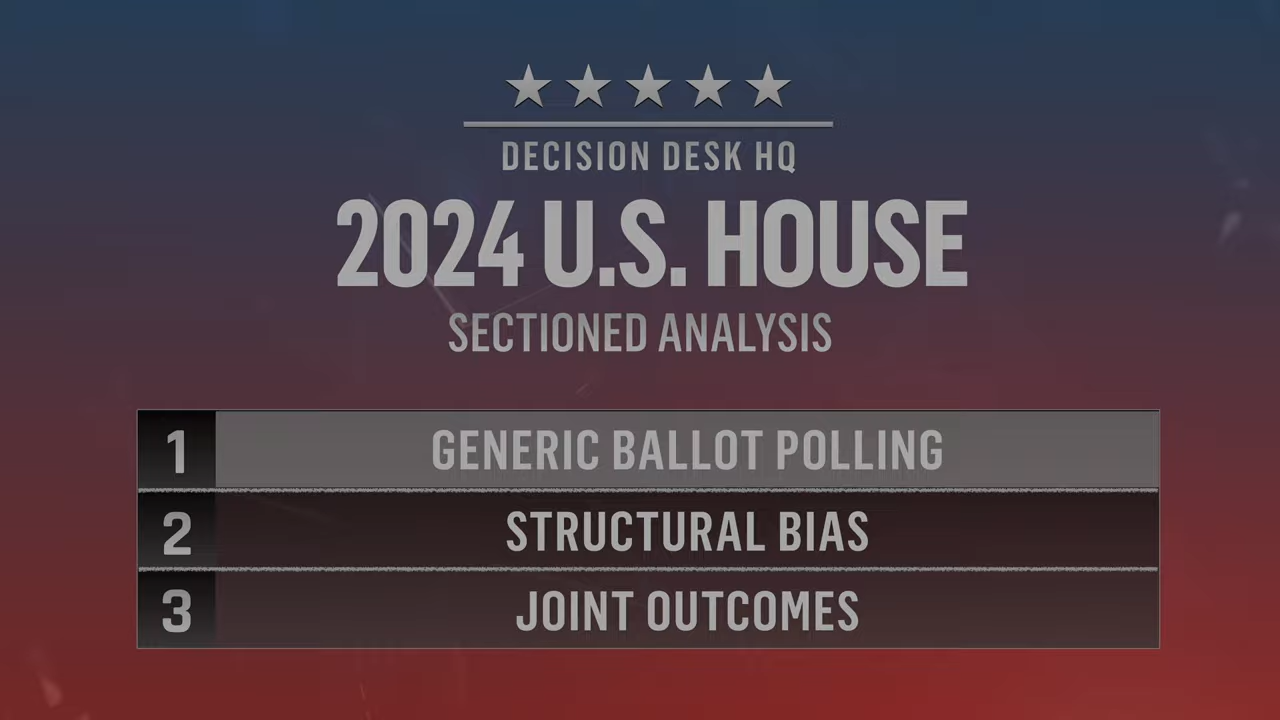 DECISION DESK HQ
2024 U.S. HOUSE
SECTIONED ANALYSIS
1 GENERIC BALLOT POLLING
2 STRUCTURAL BIAS
3 JOINT OUTCOMES